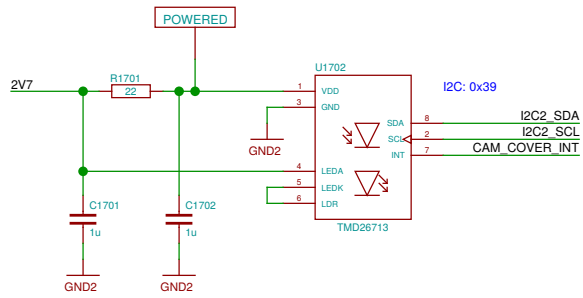 POWERED
U1702
2V7
R1701
22
1
VDD
3
GND
I2C: 0x39
SDA
8
I2C2_SDA
SCL
2
I2C2_SCL
INT
7
CAM_COVER_INT
GND2
4
LEDA
5
LEDK
6
LDR
C1701
1u
C1702
1u
TMD26713
GND2
GND2